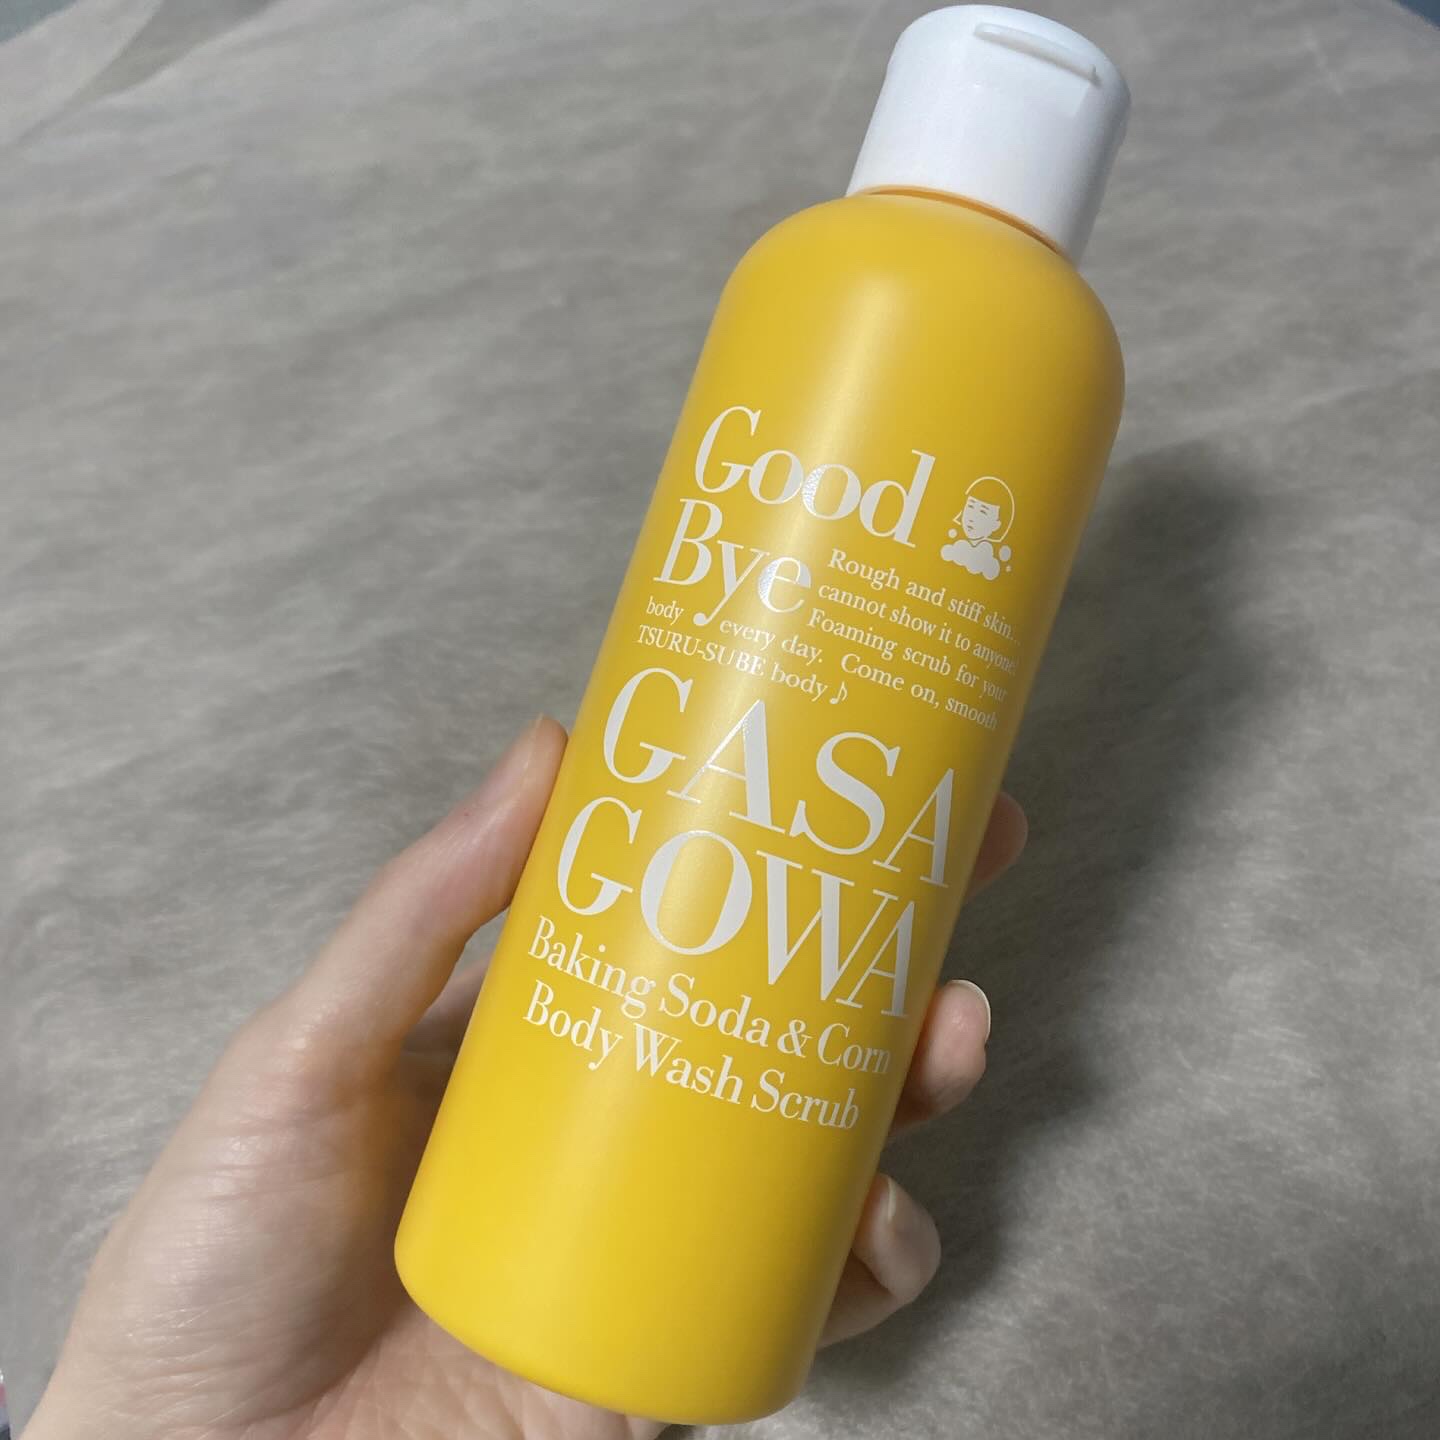 Good
Bye
Rough and stiff skin...
cannot show it to anyone!
Foaming scrub for your
body every day. Come on, smooth
TSURU-SUBE body♪
GASA
GOWA
Baking Soda & Corn
Body Wash Scrub